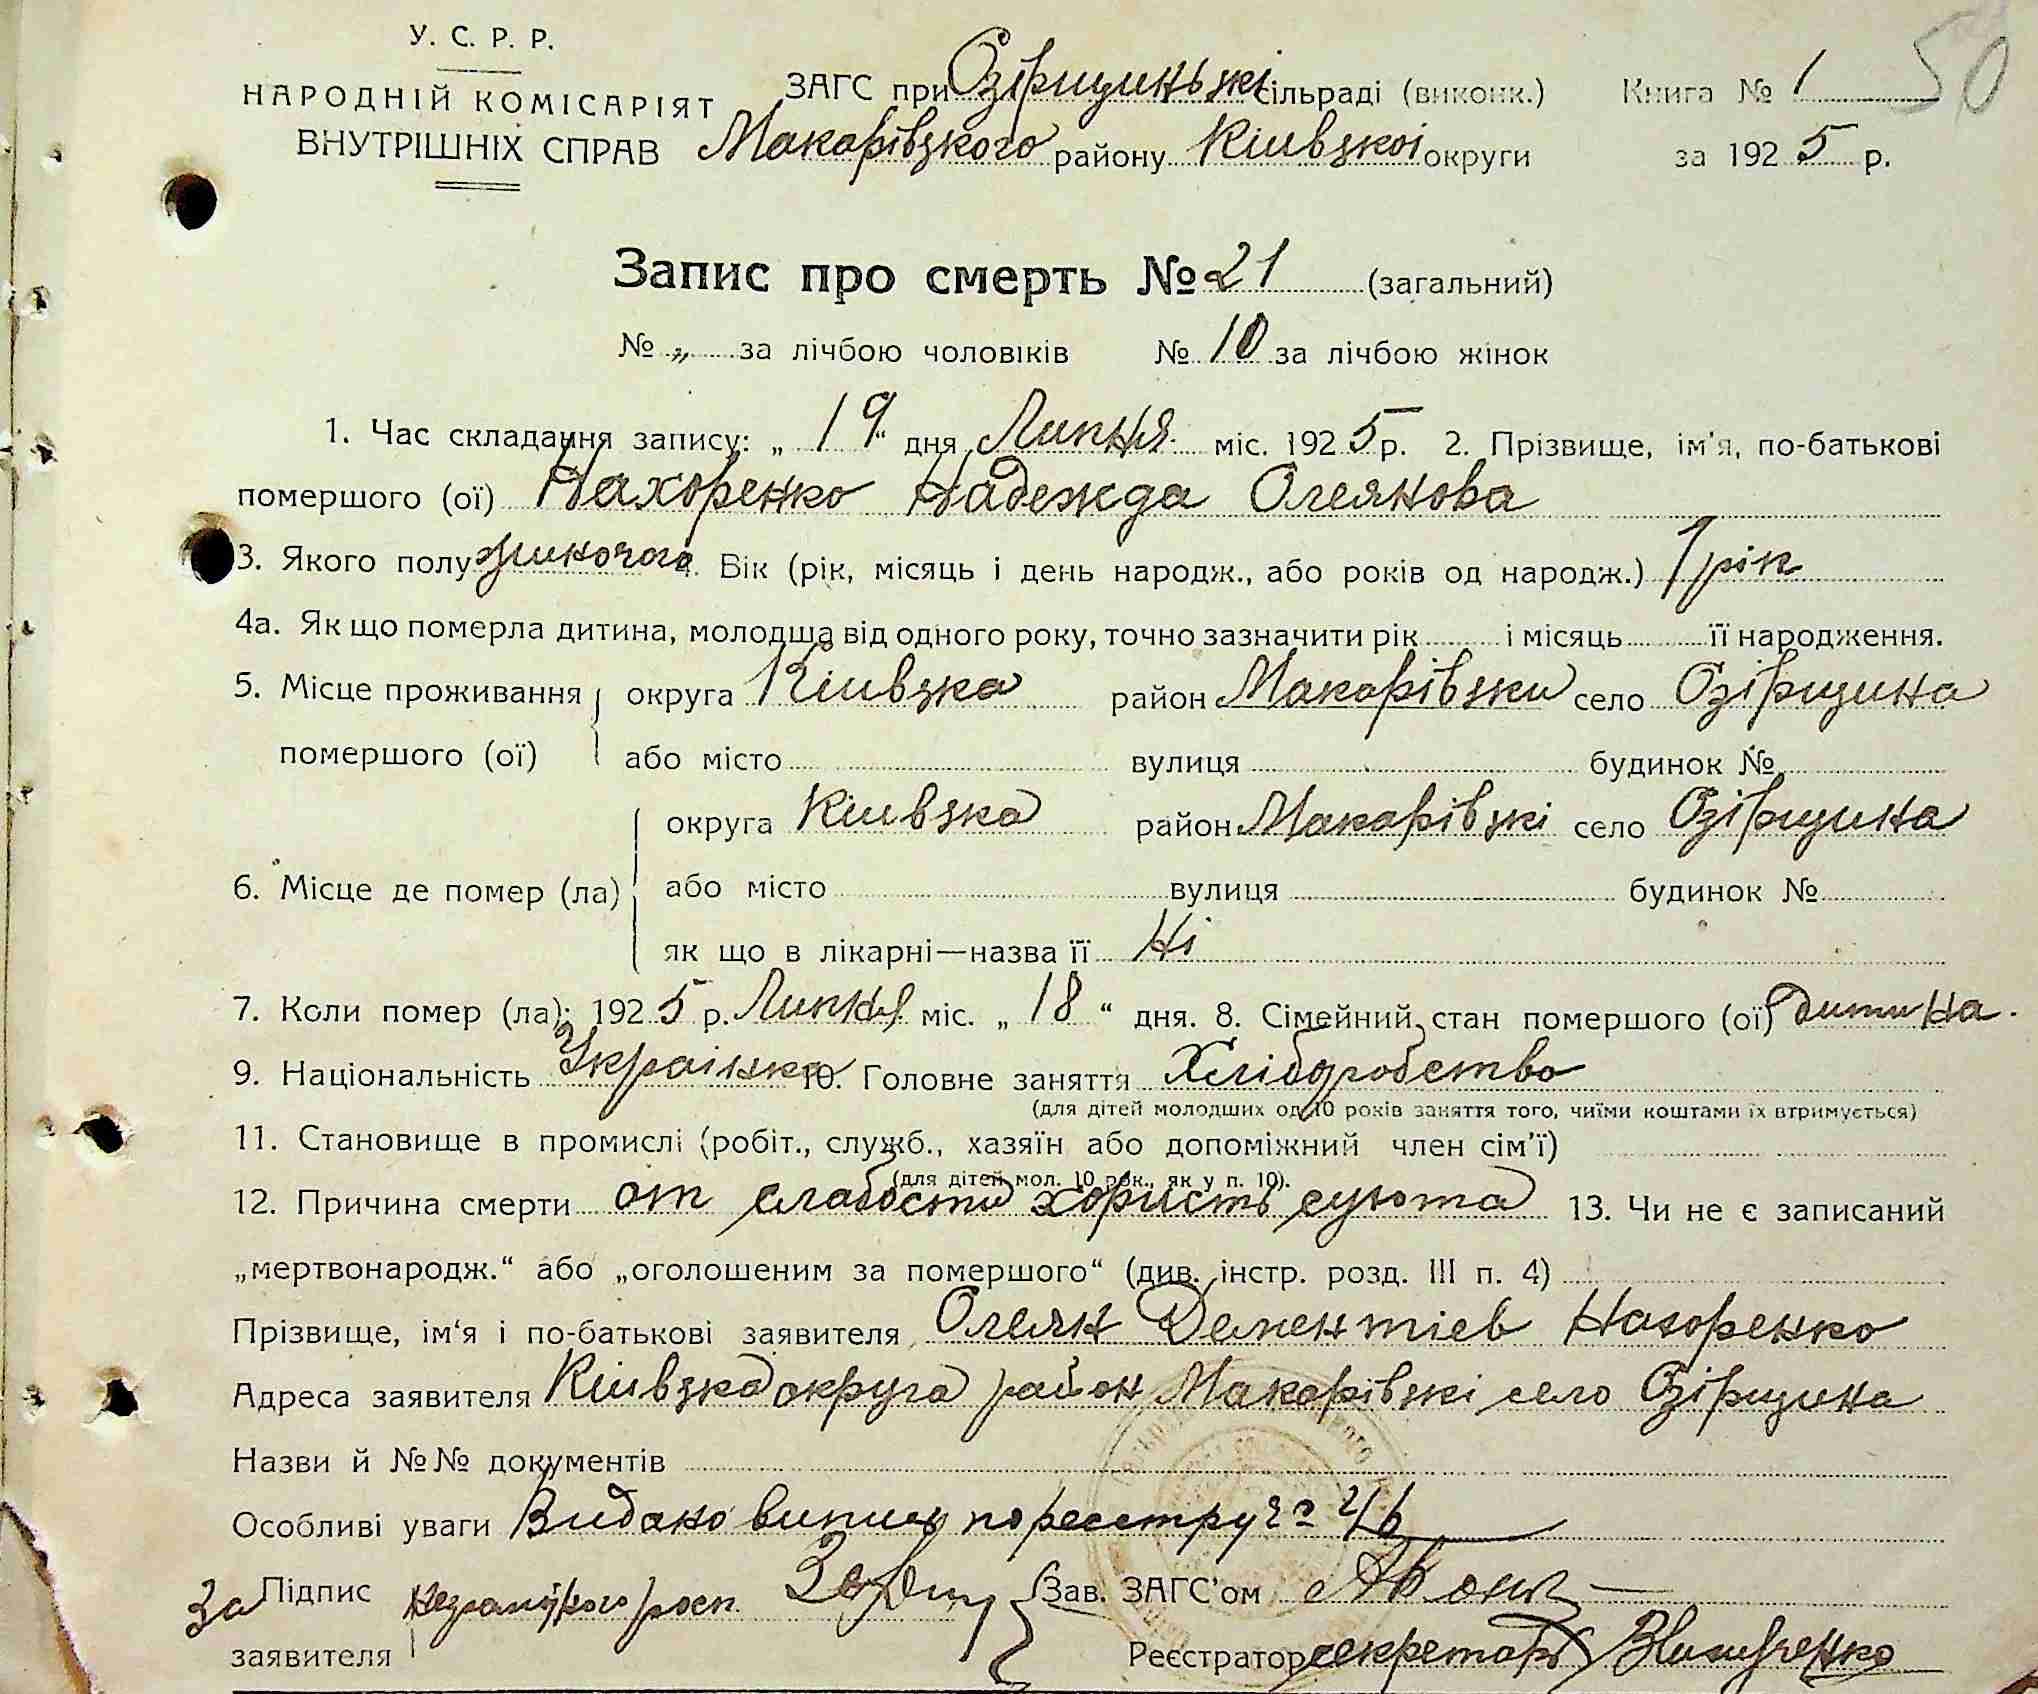 50
У. С. Р. Р.
НАРОДНІЙ КОМІСАРІЯТ
ВНУТРІШНІХ СПРАВ
ЗАГС при Озірщиньскі сільраді (виконк.) Книга № 1
Макарівского району Київскої округи за 1925 р.
Запис про смерть № 21 (загальний)
№ „ за лічбою чоловіків № 10 за лічбою жінок
1. Час складання запису: „19“ дня Липня міс. 1925 р. 2. Прізвище, ім'я, по-батькові
помершого (ої) Нахоренко Надежда Олеянова
3. Якого полу жиночого 4. Вік (рік, місяць і день народж., або років од народж.) 1 рік
4а. Як що померла дитина, молодша від одного року, точно зазначити рік і місяць її народження.
5. Місце проживання округа Київска район Макарівски село Озірщина
помершого (ої) або місто вулиця будинок №
округа Київска район Макарівскі село Озірщина
6. Місце де помер (ла) або місто вулиця будинок №
як що в лікарні—назва її Ні
7. Коли помер (ла): 1925 р. Липня міс. „18“ дня. 8. Сімейний стан помершого (ої) Дитина.
9. Національність Українка 10. Головне заняття Хліборобство
(для дітей молодших од 10 років заняття того, чиїми коштами їх втримується)
11. Становище в промислі (робіт., служб., хазяїн або допоміжний член сім'ї)
(для дітей мол. 10 рок., як у п. 10).
12. Причина смерти от слабости 13. Чи не є записаний
„мертвонародж.“ або „оголошеним за помершого“ (див. інстр. розд. III п. 4)
Прізвище, ім'я і по-батькові заявителя Олеян Дементієв Назоренко
Адреса заявителя Київска округа район Макарівскі село Озірщина
Назви й №№ документів
Особливі уваги Видано випись по реестру
За Підпис Зав. ЗАГС'ом
заявителя Реєстратор секретарь